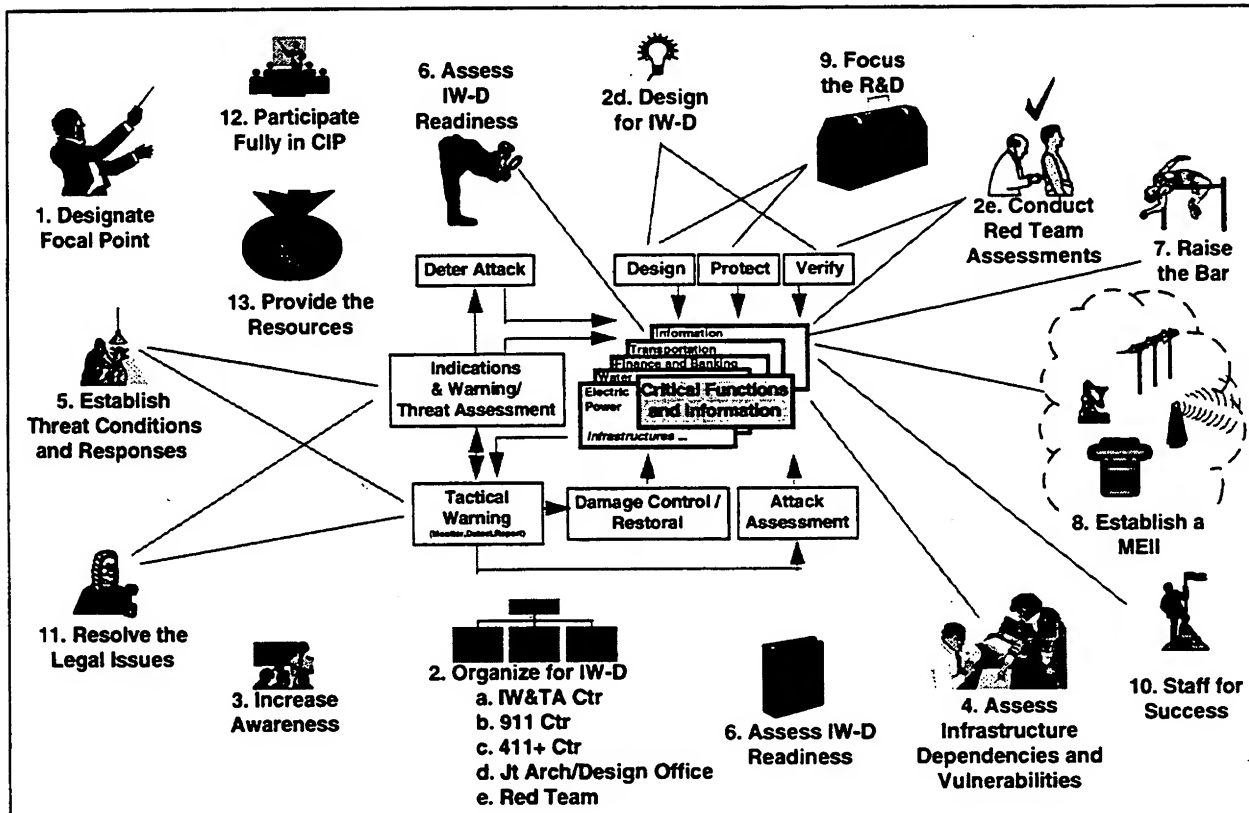 12. Participate
Fully in CIP
6. Assess
IW-D
Readiness
2d. Design
for IW-D
9. Focus
the R&D
1. Designate
Focal Point
2e. Conduct
Red Team
Assessments
7. Raise
the Bar
13. Provide the
Resources
Deter Attack
Design
Protect
Verify
5. Establish
Threat Conditions
and Responses
Indications
& Warning/
Threat Assessment
Information
Transportation
Finance and Banking
Water
Electric
Power
Critical Functions
and Information
Infrastructures ...
Tactical
Warning
(Monitor,Detect,Report)
Damage Control /
Restoral
Attack
Assessment
8. Establish a
MEII
11. Resolve the
Legal Issues
3. Increase
Awareness
2. Organize for IW-D
a. IW&TA Ctr
b. 911 Ctr
c. 411+ Ctr
d. Jt Arch/Design Office
e. Red Team
6. Assess IW-D
Readiness
4. Assess
Infrastructure
Dependencies and
Vulnerabilities
10. Staff for
Success